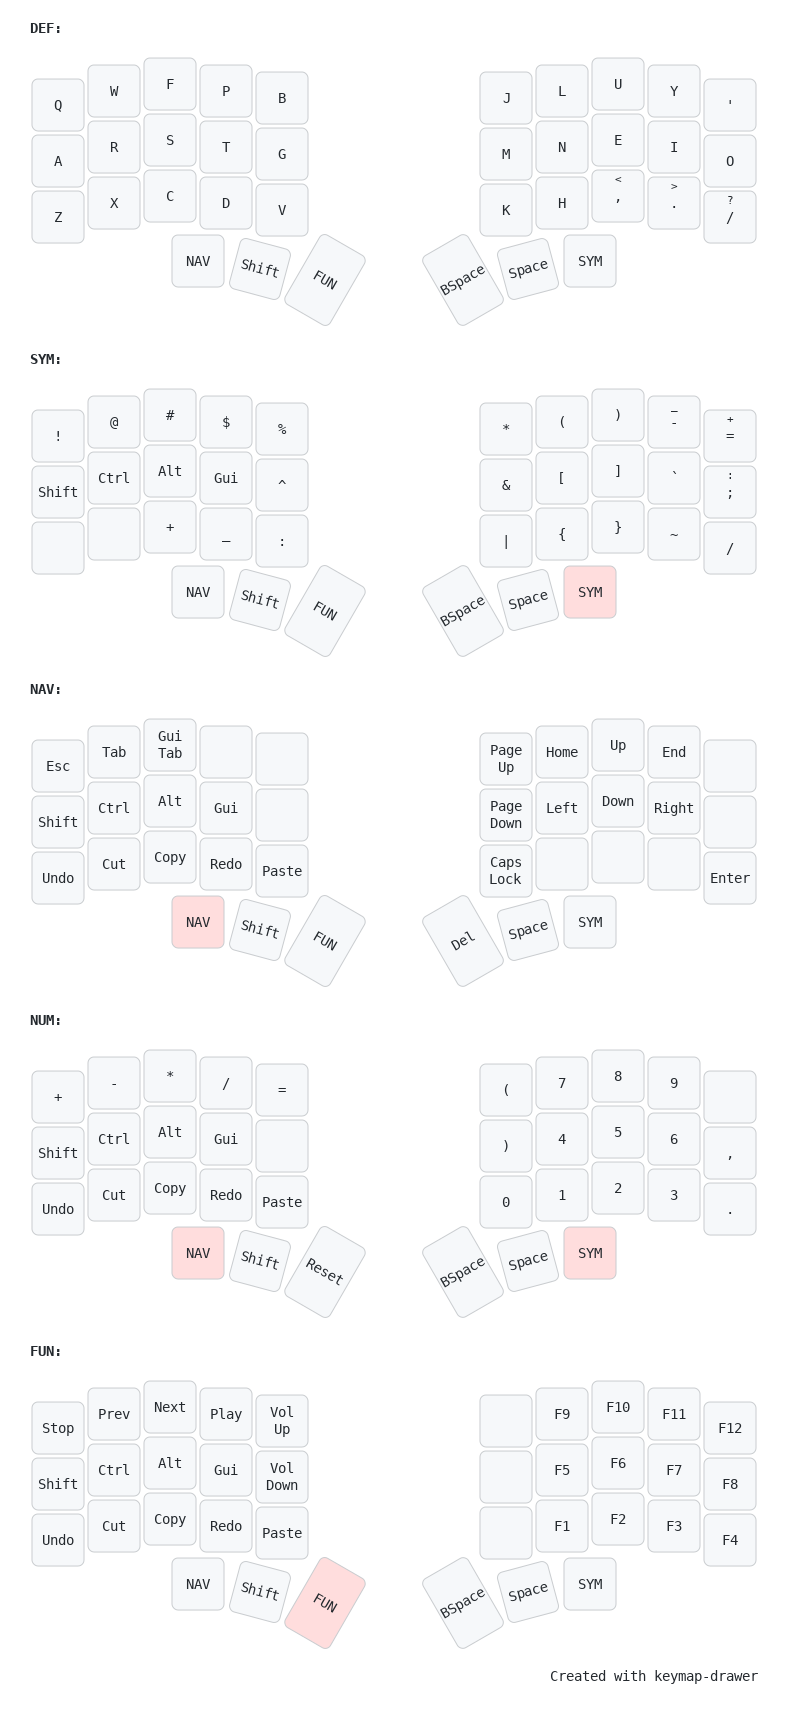 DEF:
Q W F P B J L U Y '
A R S T G M N E I O
Z X C D V K H < , > . ? /
NAV Shift FUN BSpace Space SYM
SYM:
! @ # $ % * ( ) _ - + =
Shift Ctrl Alt Gui ^ & [ ] ` : ;
+ _ : | { } ~ /
NAV Shift FUN BSpace Space SYM
NAV:
Esc Tab Gui Tab Page Up Home Up End
Shift Ctrl Alt Gui Page Down Left Down Right
Undo Cut Copy Redo Paste Caps Lock Enter
NAV Shift FUN Del Space SYM
NUM:
+ - * / = ( 7 8 9
Shift Ctrl Alt Gui ) 4 5 6 ,
Undo Cut Copy Redo Paste 0 1 2 3 .
NAV Shift Reset BSpace Space SYM
FUN:
Stop Prev Next Play Vol Up F9 F10 F11 F12
Shift Ctrl Alt Gui Vol Down F5 F6 F7 F8
Undo Cut Copy Redo Paste F1 F2 F3 F4
NAV Shift FUN BSpace Space SYM
Created with keymap-drawer